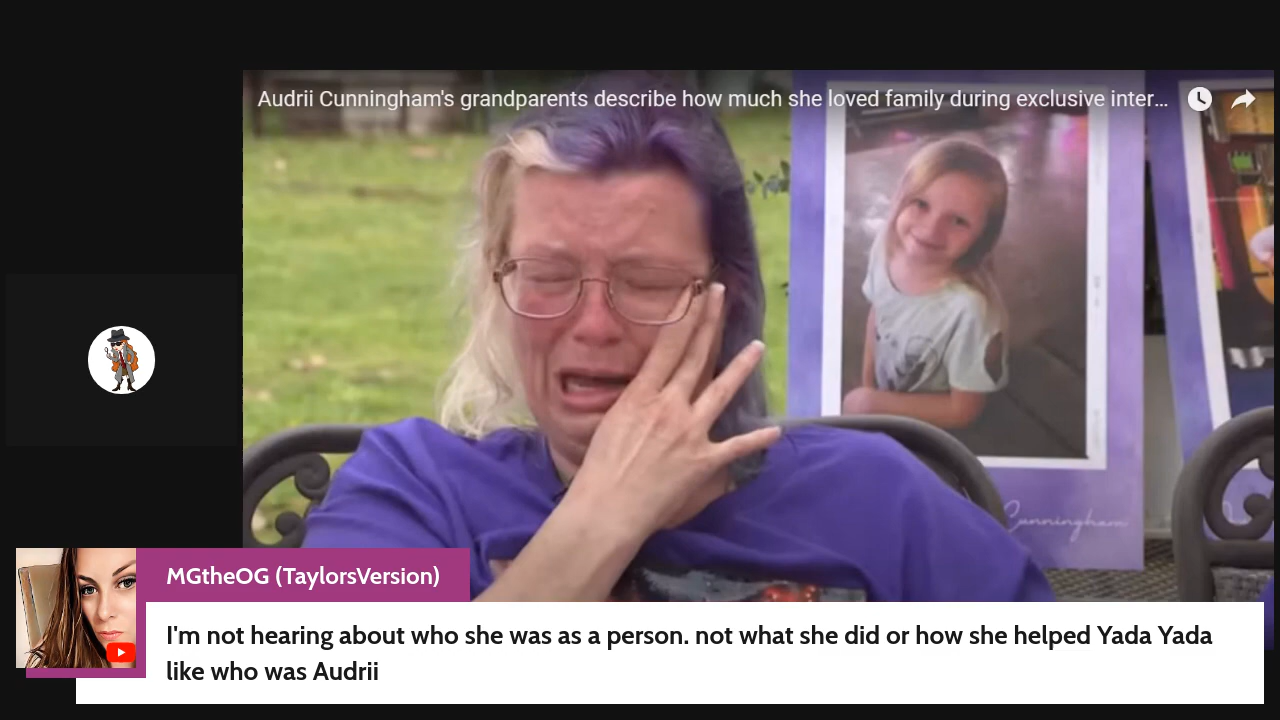 Audrii Cunningham's grandparents describe how much she loved family during exclusive inter...
Cunningham
MGtheOG (TaylorsVersion)
I'm not hearing about who she was as a person. not what she did or how she helped Yada Yada
like who was Audrii